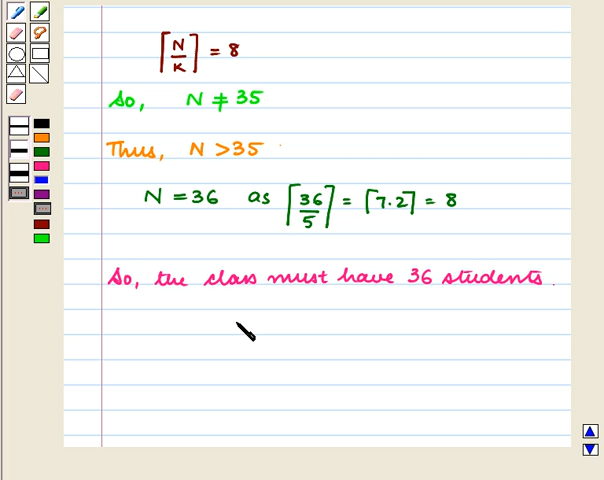 ⌈N/K⌉ = 8
So, N ≠ 35
Thus, N > 35
N = 36 as ⌈36/5⌉ = ⌈7.2⌉ = 8
So, the class must have 36 students.